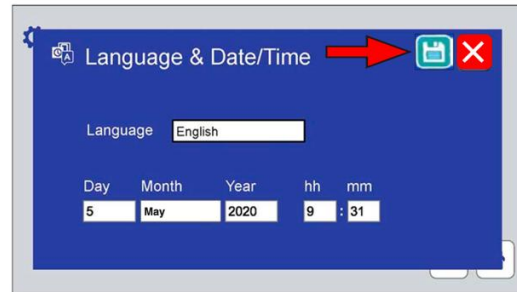 Language & Date/Time
Language English
Day Month Year hh mm
5 May 2020 9 : 31